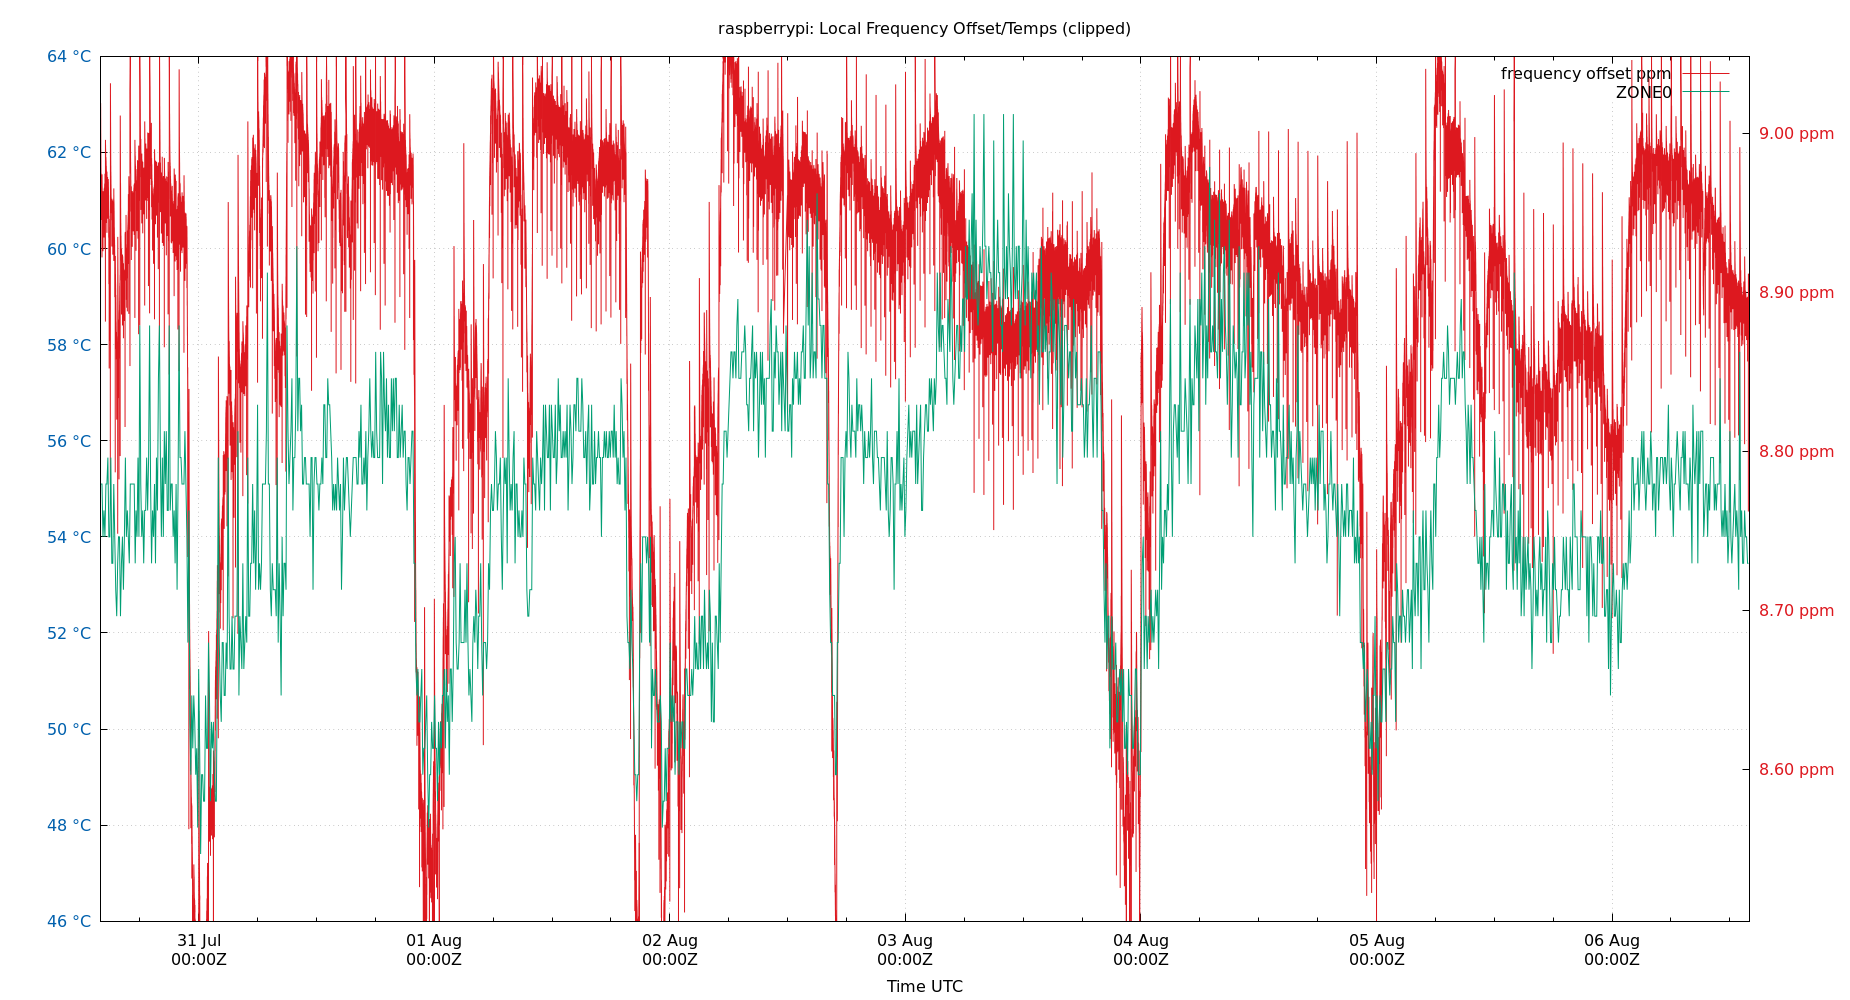 raspberrypi: Local Frequency Offset/Temps (clipped)
64 °C
62 °C
60 °C
58 °C
56 °C
54 °C
52 °C
50 °C
48 °C
46 °C
frequency offset ppm
ZONE0
9.00 ppm
8.90 ppm
8.80 ppm
8.70 ppm
8.60 ppm
31 Jul
00:00Z
01 Aug
00:00Z
02 Aug
00:00Z
03 Aug
00:00Z
04 Aug
00:00Z
05 Aug
00:00Z
06 Aug
00:00Z
Time UTC